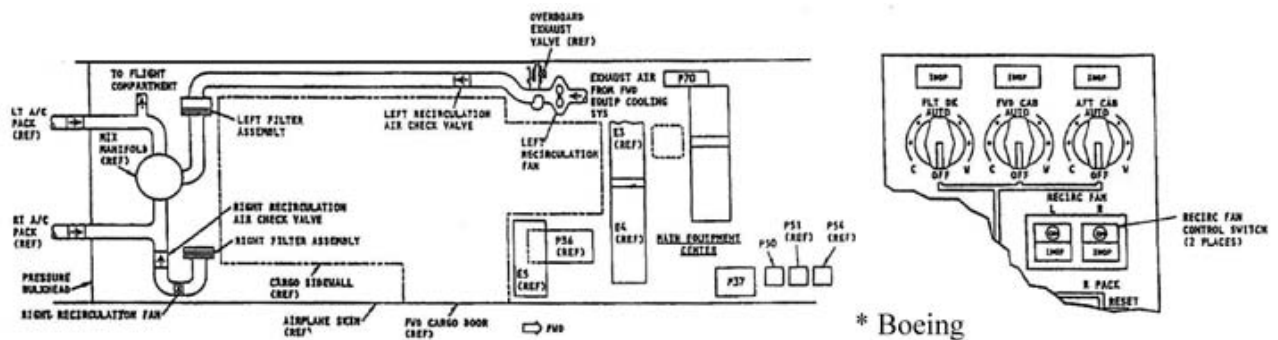 OVERBOARD
EXHAUST
VALVE (REF)
TO FLIGHT
COMPARTMENT
EXHAUST AIR
FROM FWD
EQUIP COOLING
SYS
P70
LT A/C
PACK
(REF)
LEFT FILTER
ASSEMBLY
LEFT RECIRCULATION
AIR CHECK VALVE
MIX
MANIFOLD
(REF)
LEFT
RECIRCULATION
FAN
E3
(REF)
RIGHT RECIRCULATION
AIR CHECK VALVE
RT A/C
PACK
(REF)
RIGHT FILTER ASSEMBLY
P36
(REF)
E4
(REF)
MAIN EQUIPMENT
CENTER
P50
P51
(REF)
P54
(REF)
PRESSURE
BULKHEAD
CARGO SIDEWALL
(REF)
E5
(REF)
P37
RIGHT RECIRCULATION FAN
AIRPLANE SKIN
(REF)
FWD CARGO DOOR
(REF)
FWD
INOP
INOP
INOP
FLT DK
AUTO
FWD CAB
AUTO
AFT CAB
AUTO
C OFF W
C OFF W
C OFF W
RECIRC FAN
L R
ON ON
INOP INOP
RECIRC FAN
CONTROL SWITCH
(2 PLACES)
R PACK
RESET
* Boeing